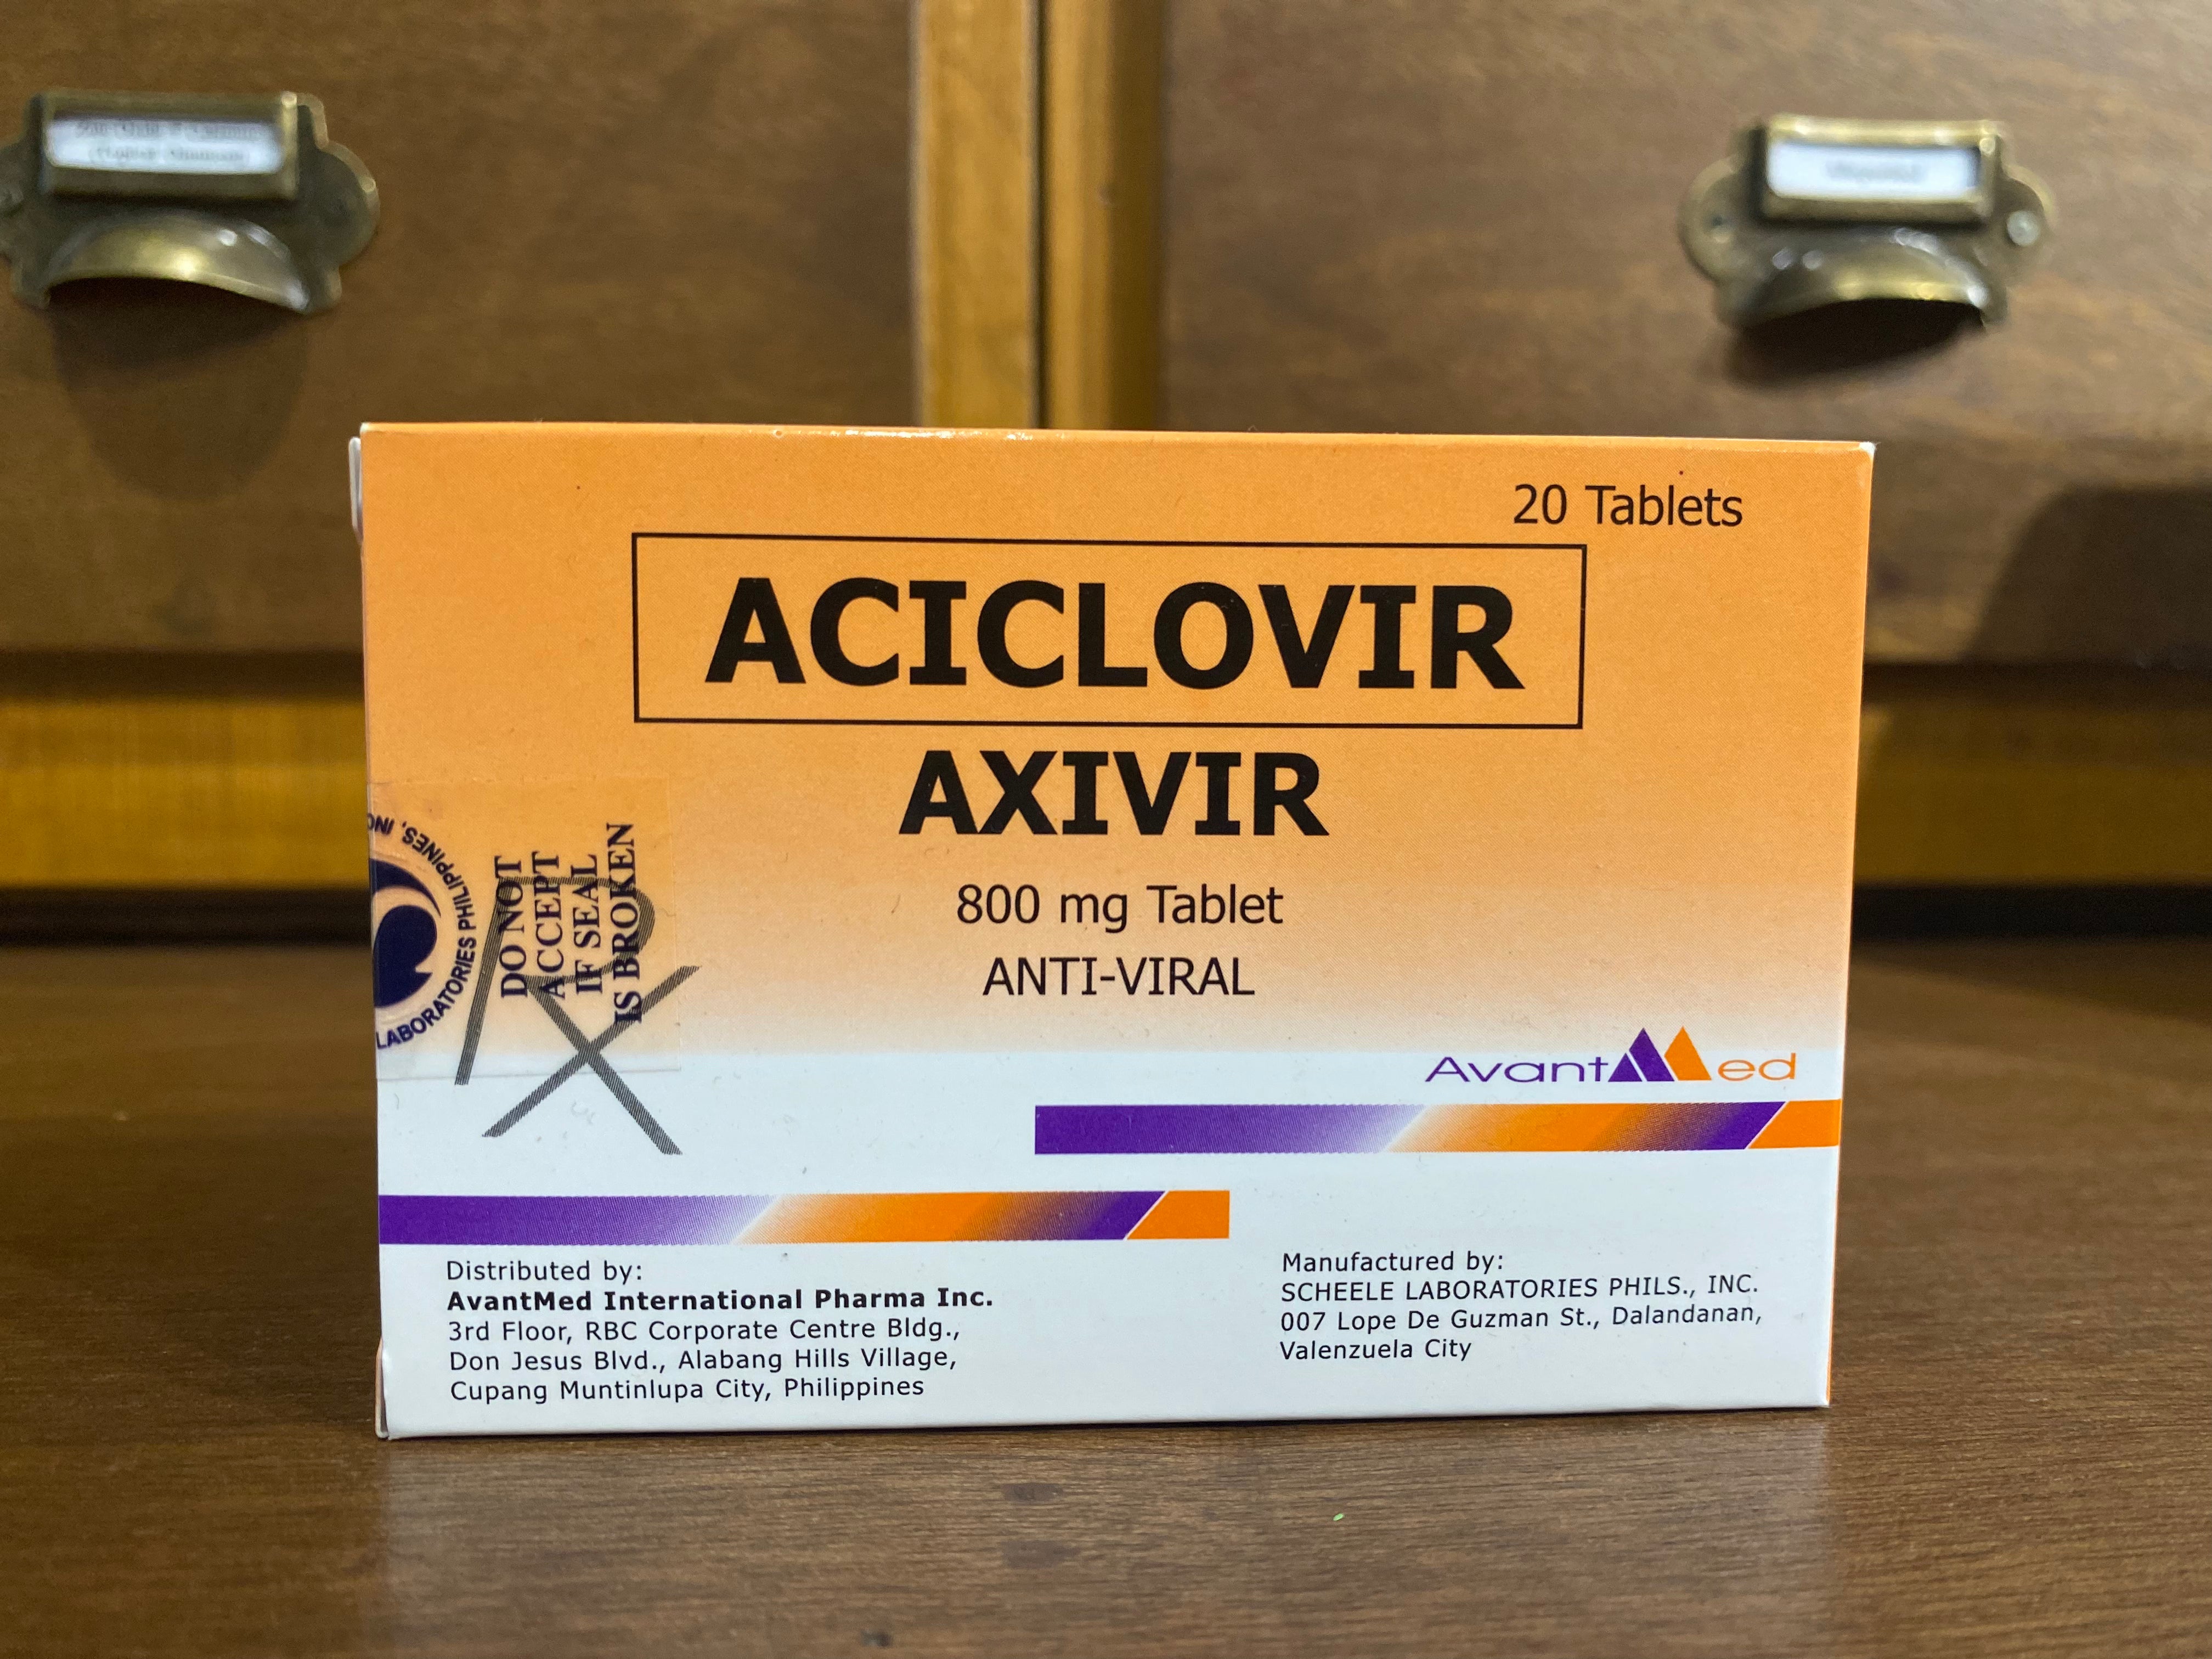 20 Tablets
ACICLOVIR
AXIVIR
800 mg Tablet
ANTI-VIRAL
LABORATORIES PHILIPPINES,
DO NOT
ACCEPT
IF SEAL
IS BROKEN
Rx
AvantMed
Distributed by:
AvantMed International Pharma Inc.
3rd Floor, RBC Corporate Centre Bldg.,
Don Jesus Blvd., Alabang Hills Village,
Cupang Muntinlupa City, Philippines
Manufactured by:
SCHEELE LABORATORIES PHILS., INC.
007 Lope De Guzman St., Dalandanan,
Valenzuela City